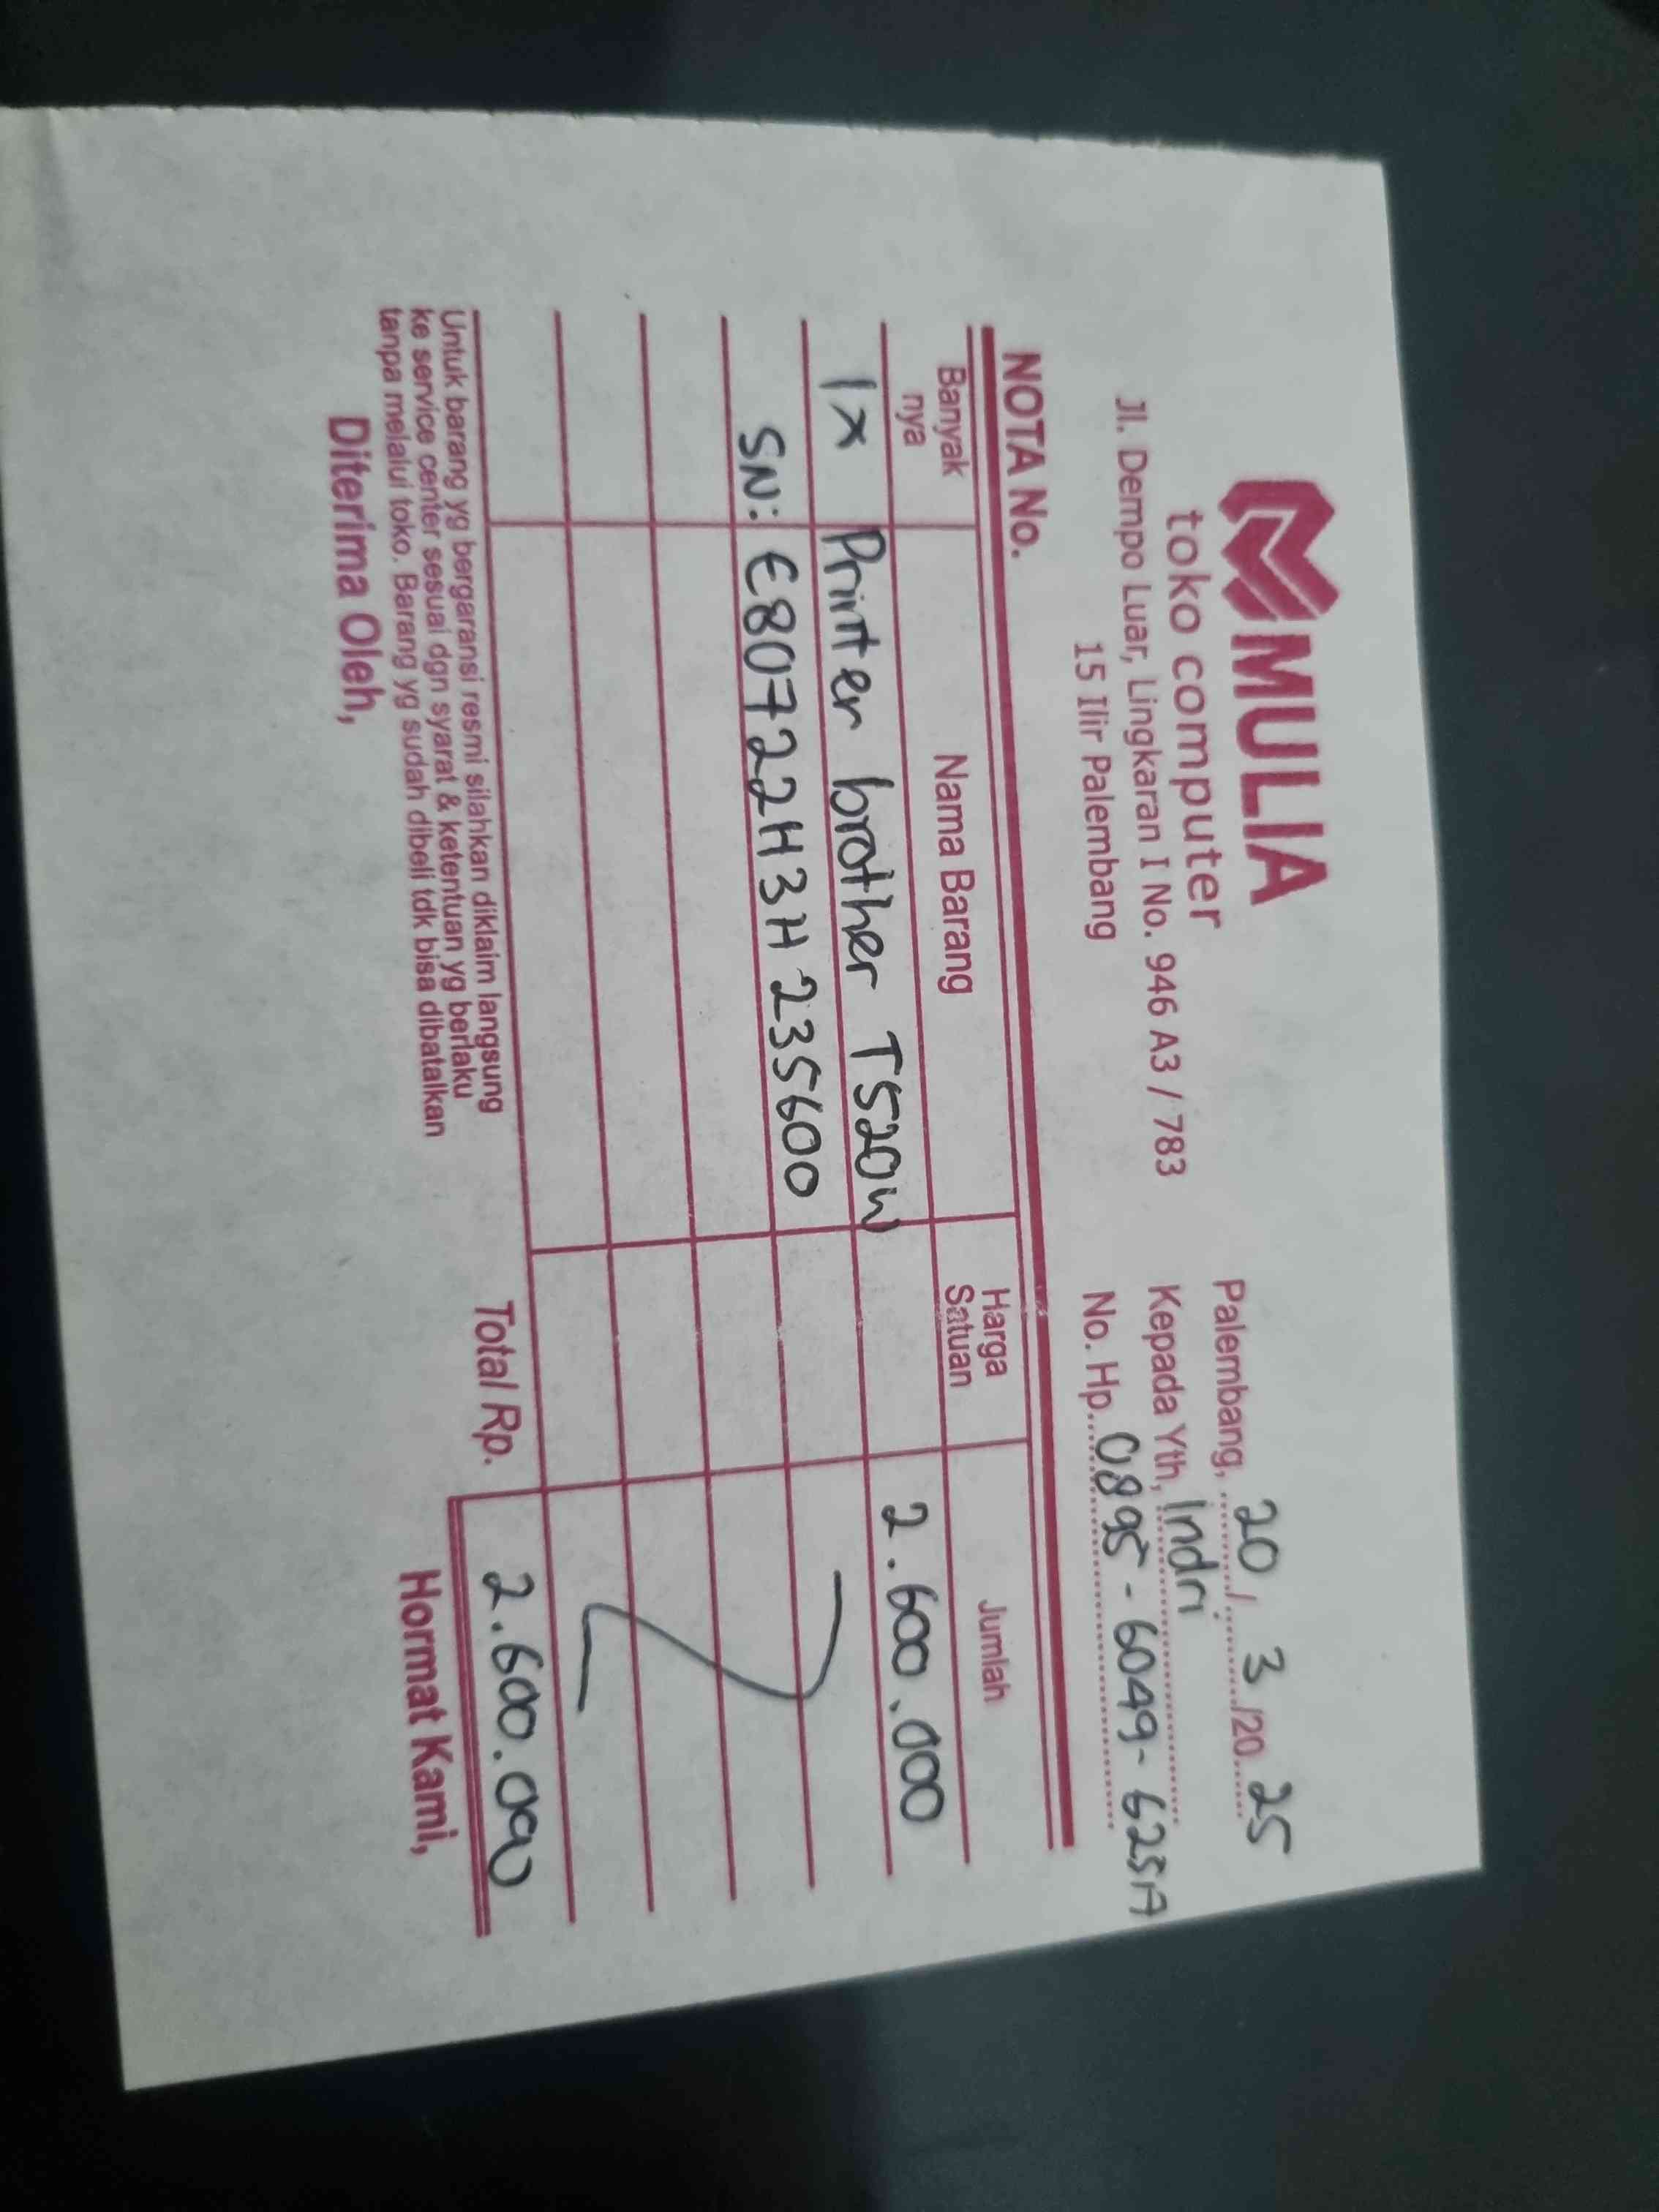 MULIA
toko computer
Jl. Dempo Luar, Lingkaran I No. 946 A3 / 783
15 Ilir Palembang
Palembang, 20 / 3 /20 25
Kepada Yth, Indri
No. Hp. 0895 - 6049 -
NOTA No.
Banyak nya Nama Barang Harga Satuan Jumlah
1x Printer brother T520W 2.600.000
SN: E80722H3H235600
Untuk barang yg bergaransi resmi silahkan diklaim langsung
ke service center sesuai dgn syarat & ketentuan yg berlaku
tanpa melalui toko. Barang yg sudah dibeli tdk bisa dibatalkan
Total Rp. 2.600.000
Diterima Oleh, Hormat Kami,